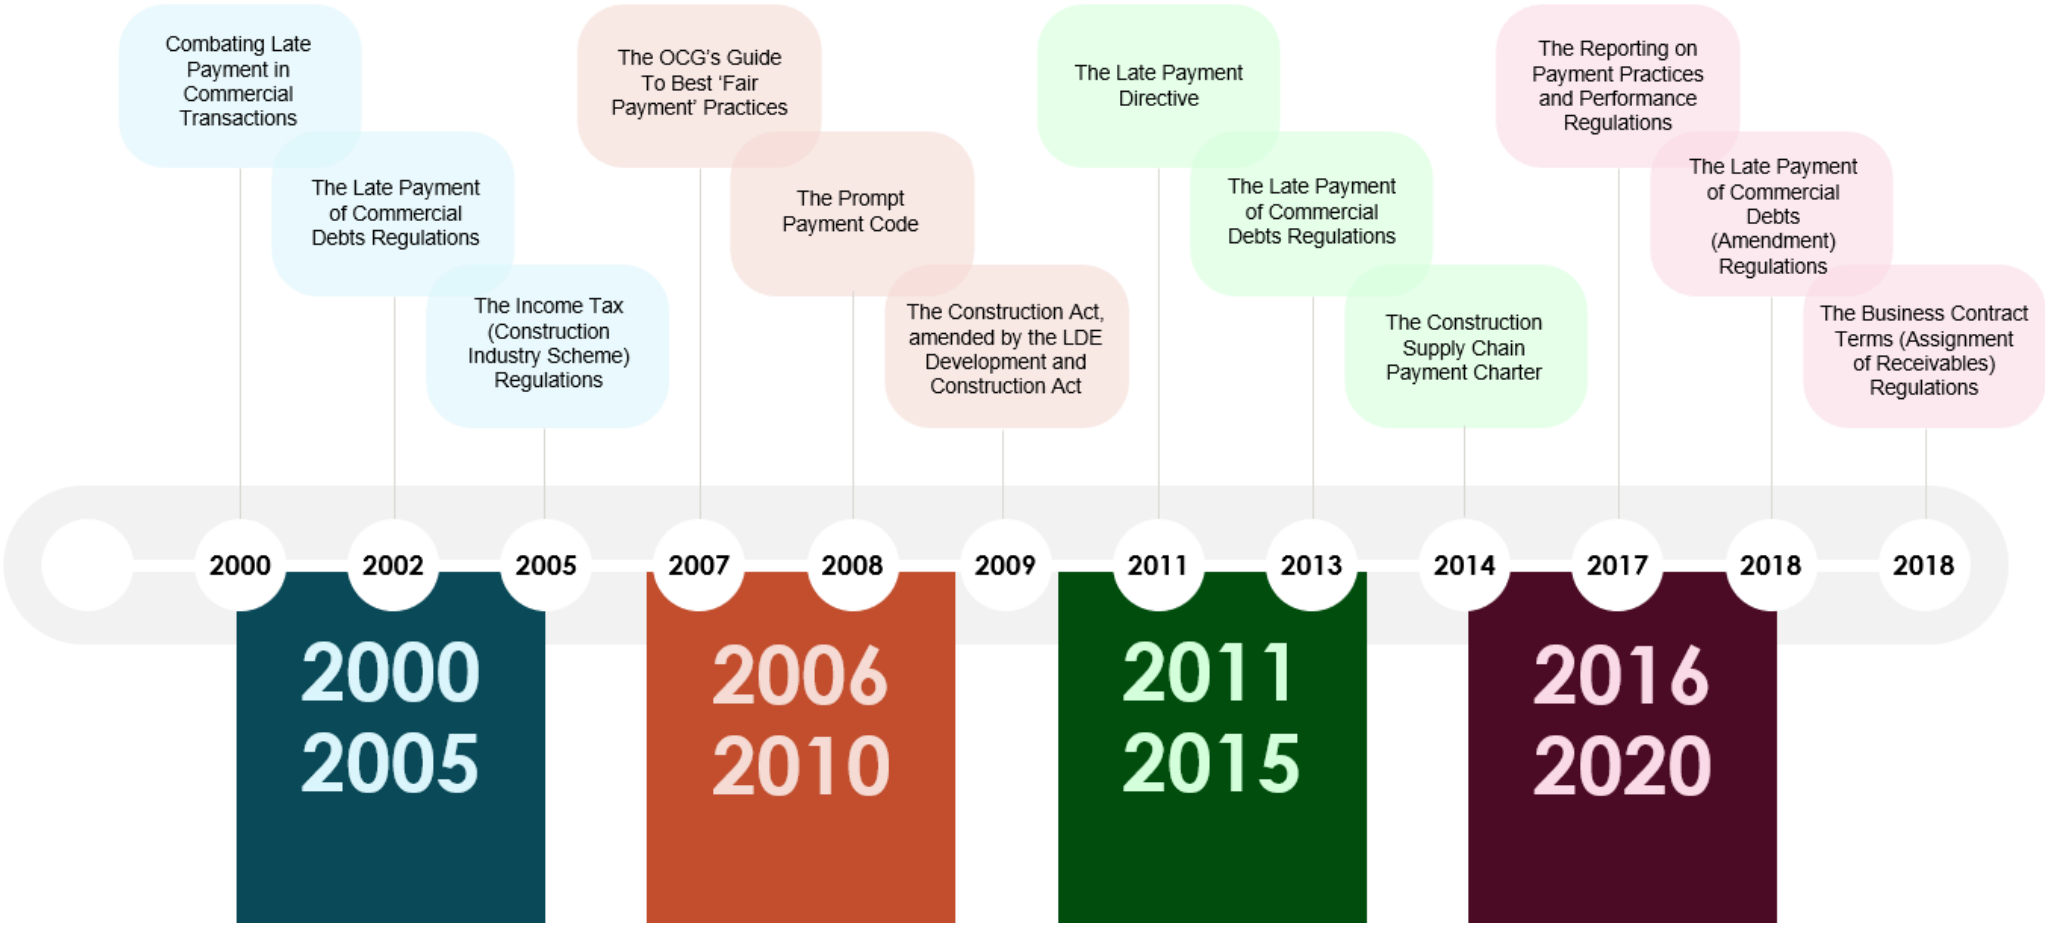 Combating Late
Payment in
Commercial
Transactions
The Late Payment
of Commercial
Debts Regulations
The Income Tax
(Construction
Industry Scheme)
Regulations
The OCG's Guide
To Best 'Fair
Payment' Practices
The Prompt
Payment Code
The Construction Act,
amended by the LDE
Development and
Construction Act
The Late Payment
Directive
The Late Payment
of Commercial
Debts Regulations
The Construction
Supply Chain
Payment Charter
The Reporting on
Payment Practices
and Performance
Regulations
The Late Payment
of Commercial
Debts
(Amendment)
Regulations
The Business Contract
Terms (Assignment
of Receivables)
Regulations
2000
2002
2005
2007
2008
2009
2011
2013
2014
2017
2018
2018
2000
2005
2006
2010
2011
2015
2016
2020